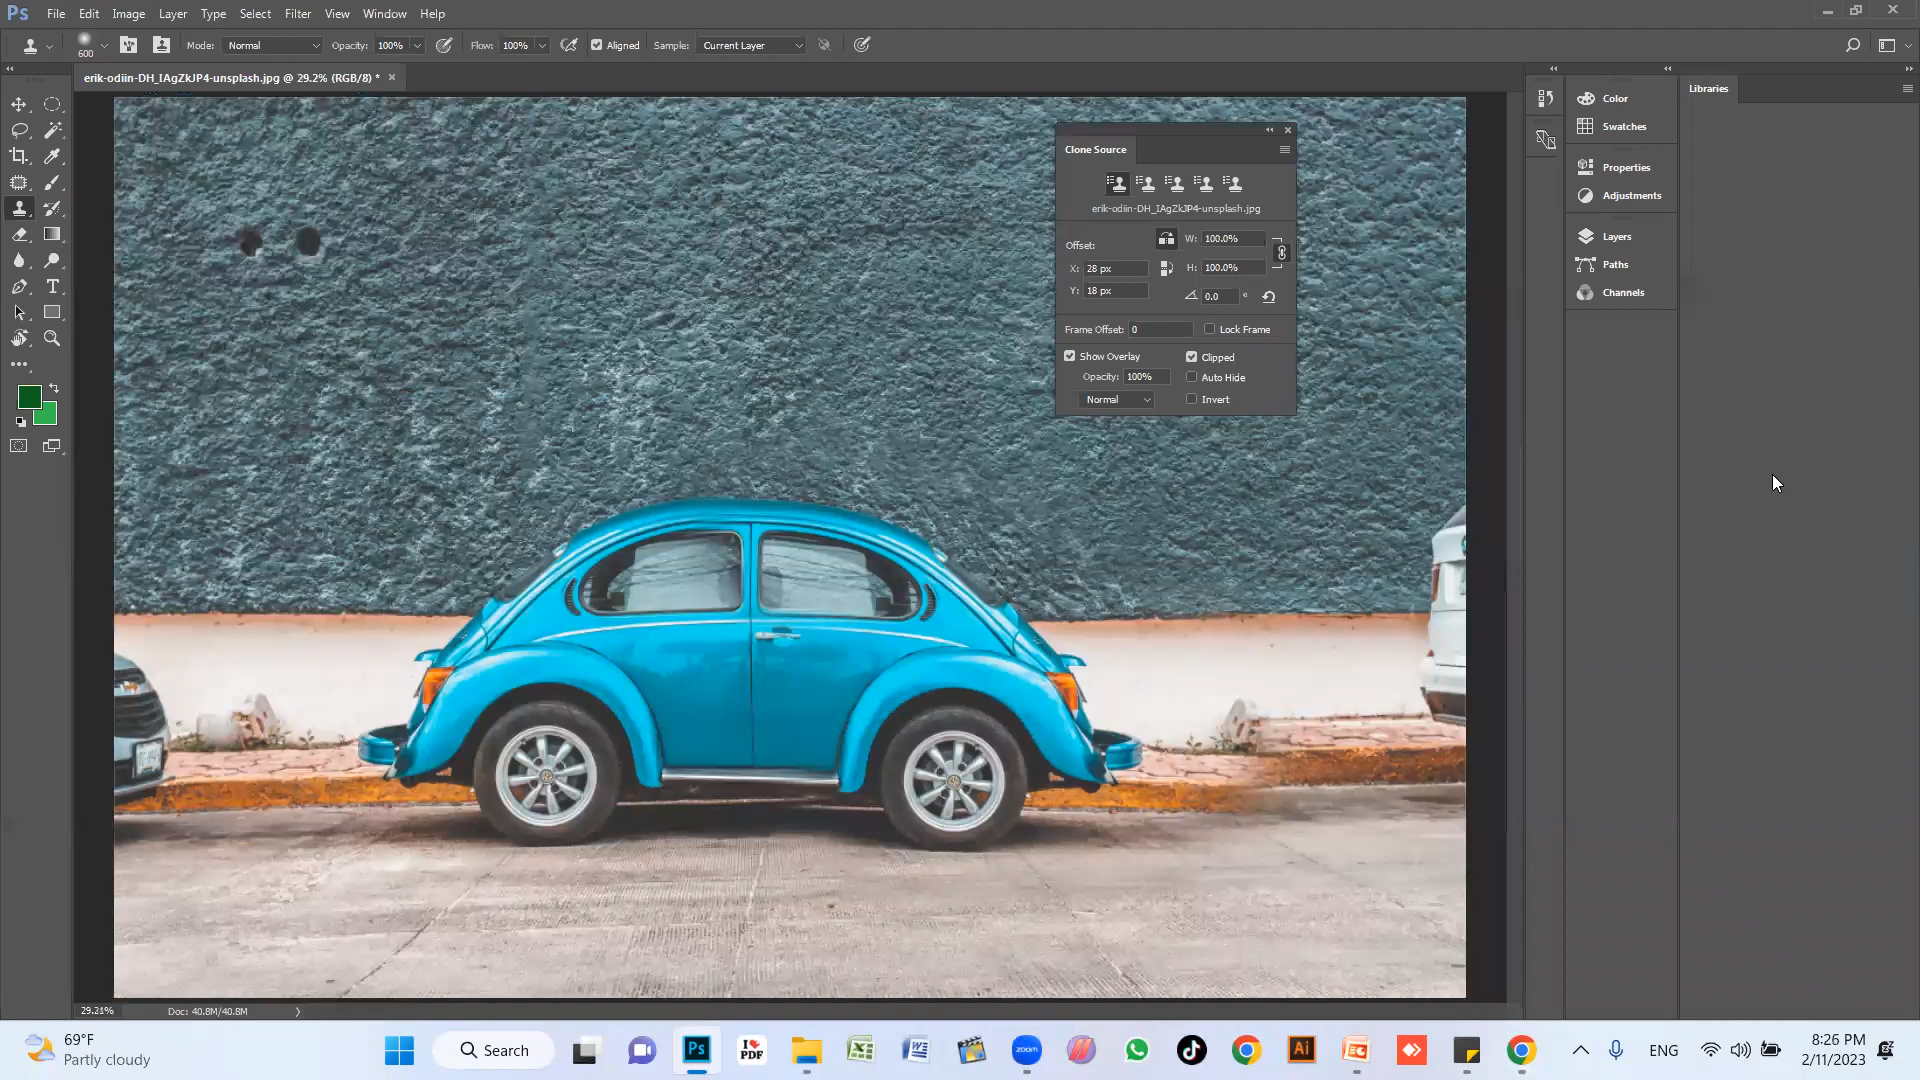 Ps File Edit Image Layer Type Select Filter View Window Help
600 Mode: Normal Opacity: 100% Flow: 100% Aligned Sample: Current Layer
erik-odiin-DH_IAgZkJP4-unsplash.jpg @ 29.2% (RGB/8) * ×
Clone Source
erik-odiin-DH_IAgZkJP4-unsplash.jpg
Offset: W: 100.0%
X: 28 px H: 100.0%
Y: 18 px 0.0 °
Frame Offset: 0 Lock Frame
Show Overlay Clipped
Opacity: 100% Auto Hide
Normal Invert
Color
Swatches
Properties
Adjustments
Layers
Paths
Channels
Libraries
29.21% Doc: 40.8M/40.8M
69°F
Partly cloudy
Search
Ps
I PDF
zoom
Ai
ENG
8:26 PM
2/11/2023